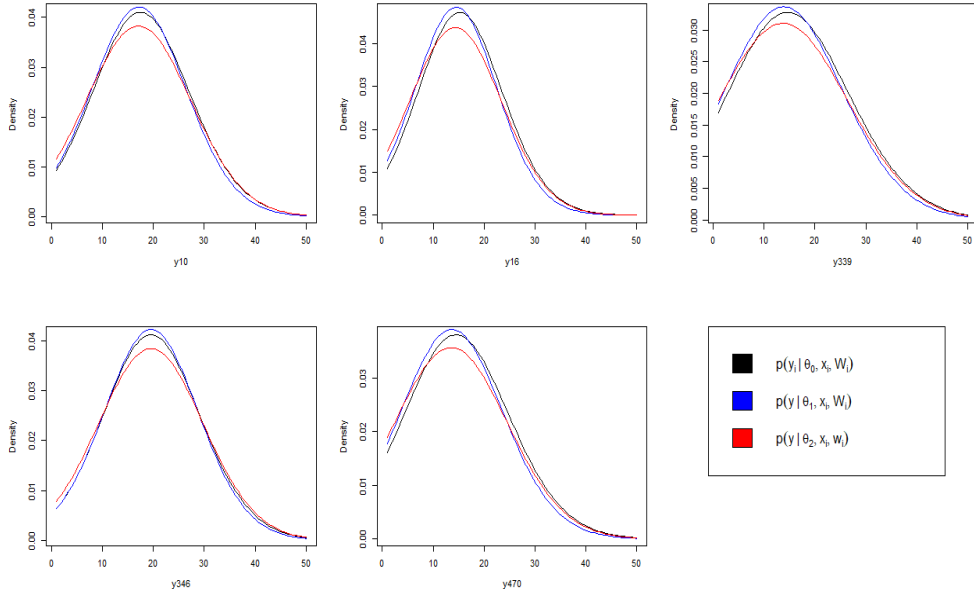 Density
0.00 0.01 0.02 0.03 0.04
0 10 20 30 40 50
y10
Density
0.00 0.01 0.02 0.03 0.04
0 10 20 30 40 50
y16
Density
0.000 0.005 0.010 0.015 0.020 0.025 0.030
0 10 20 30 40 50
y339
Density
0.00 0.01 0.02 0.03 0.04
0 10 20 30 40 50
y346
Density
0.00 0.01 0.02 0.03
0 10 20 30 40 50
y470
p(yᵢ | θ₀, xᵢ, Wᵢ)
p(y | θ₁, xᵢ, Wᵢ)
p(y | θ₂, xᵢ, wᵢ)